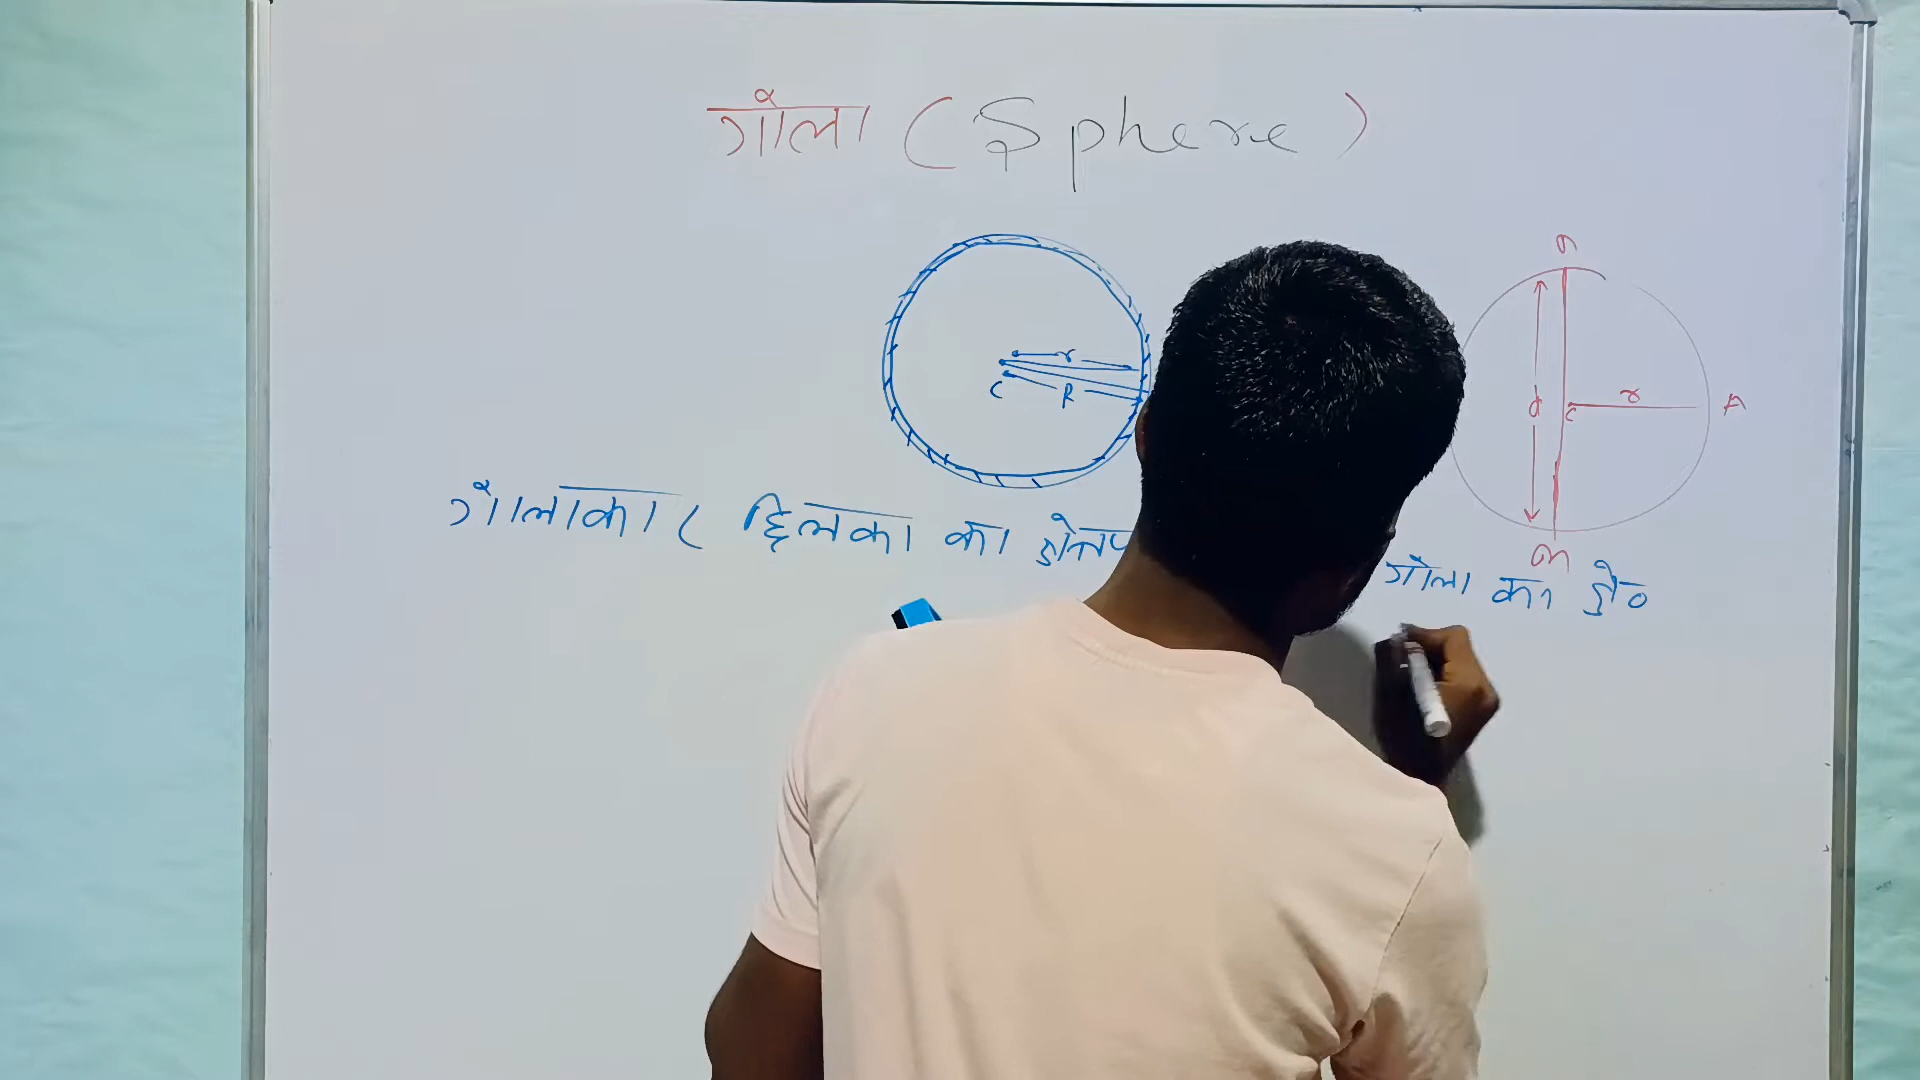 गोला (Sphere)
r
C R
d C r A
गोलाकार छिलका का
गोला का क्षे०